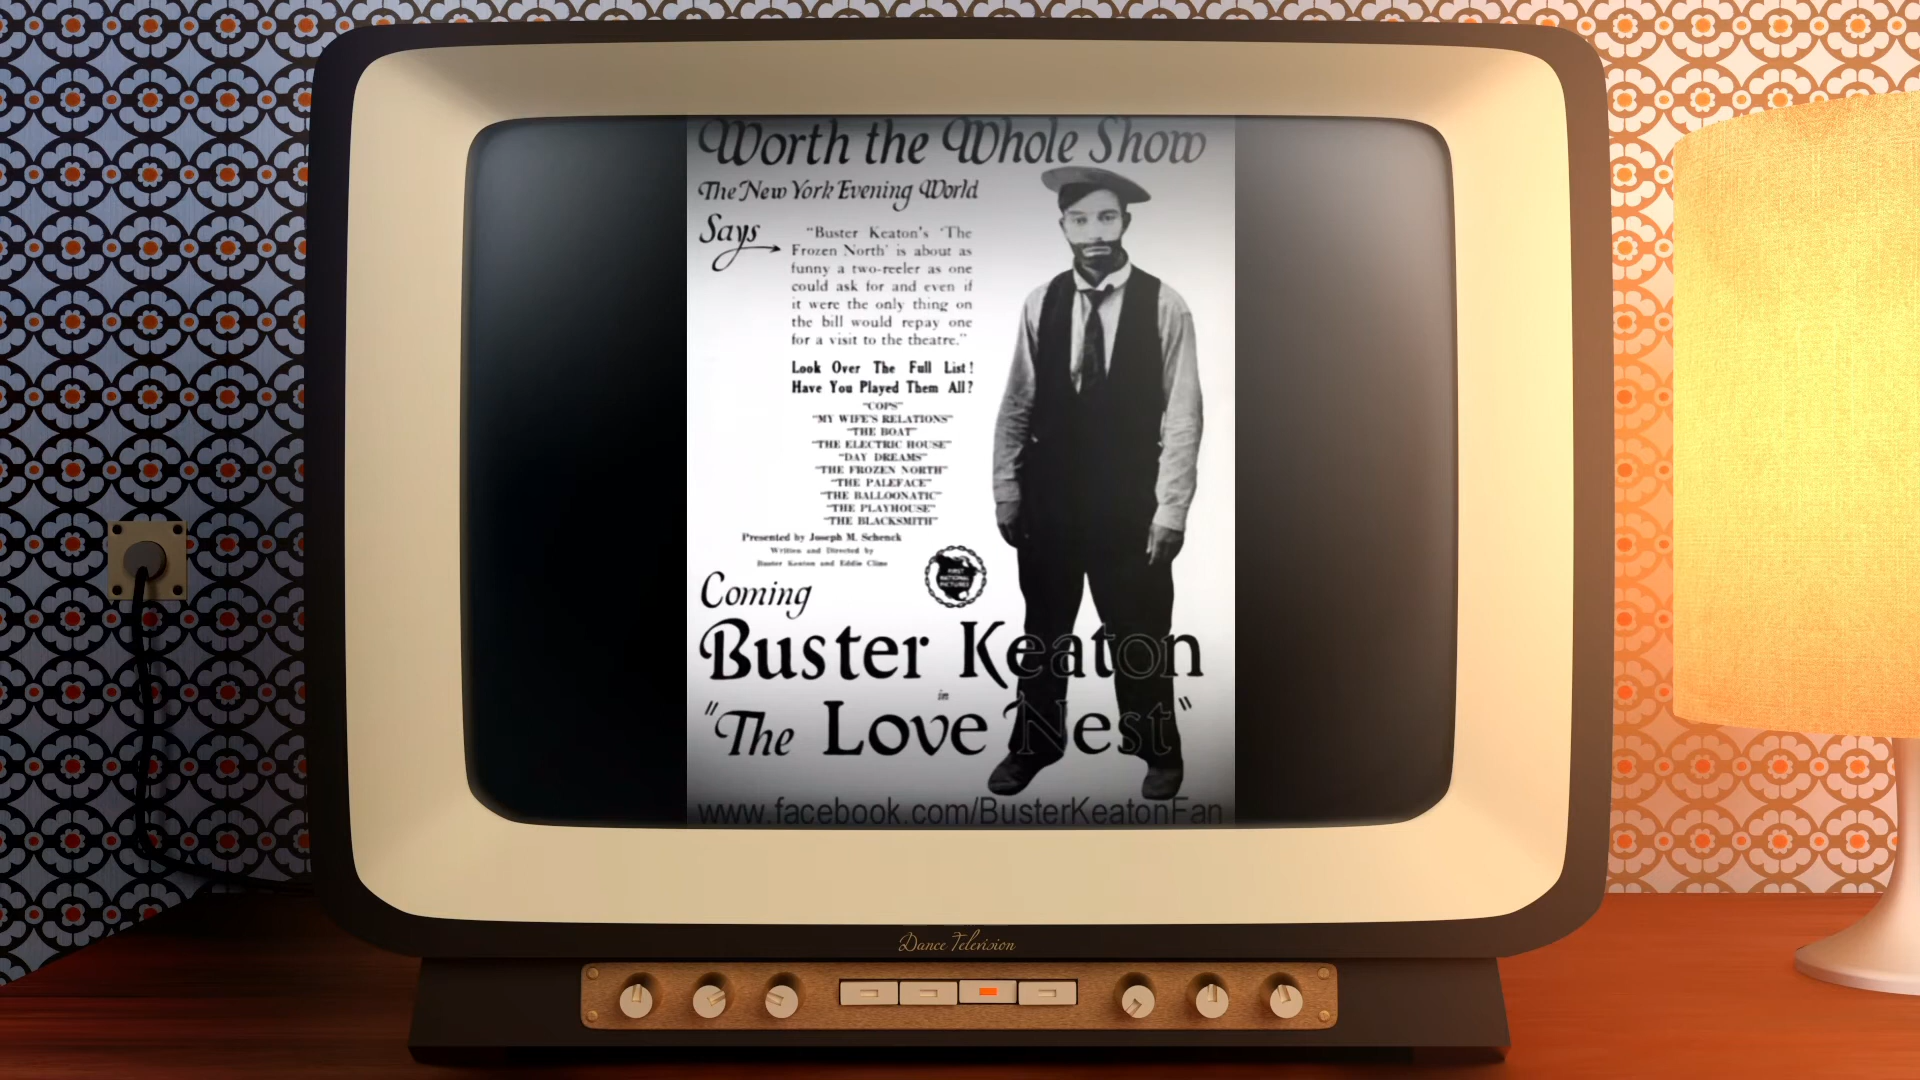 Worth the Whole Show
The New York Evening World
Says
"Buster Keaton's 'The
Frozen North' is about as
funny a two-reeler as one
could ask for and even if
it were the only thing on
the bill would repay one
for a visit to the theatre."
Look Over The Full List!
Have You Played Them All?
"COPS"
"MY WIFE'S RELATIONS"
"THE BOAT"
"THE ELECTRIC HOUSE"
"DAY DREAMS"
"THE FROZEN NORTH"
"THE PALEFACE"
"THE BALLOONATIC"
"THE PLAYHOUSE"
"THE BLACKSMITH"
Presented by Joseph M. Schenck
Written and Directed by
Buster Keaton and Eddie Cline
FIRST
NATIONAL
PICTURES
Coming
Buster Keaton
in
"The Love Nest"
www.facebook.com/BusterKeatonFan
Dance Television